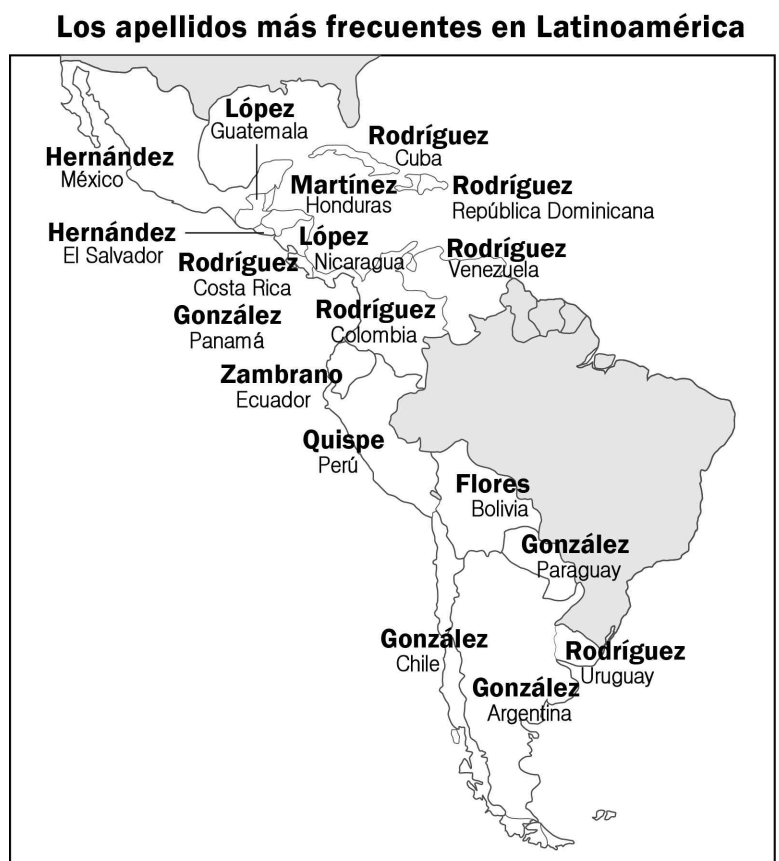 Los apellidos más frecuentes en Latinoamérica
López
Guatemala
Rodríguez
Cuba
Hernández
México
Martínez
Honduras
Rodríguez
República Dominicana
Hernández
El Salvador
López
Nicaragua
Rodríguez
Venezuela
Rodríguez
Costa Rica
González
Panamá
Rodríguez
Colombia
Zambrano
Ecuador
Quispe
Perú
Flores
Bolivia
González
Paraguay
González
Chile
Rodríguez
Uruguay
González
Argentina